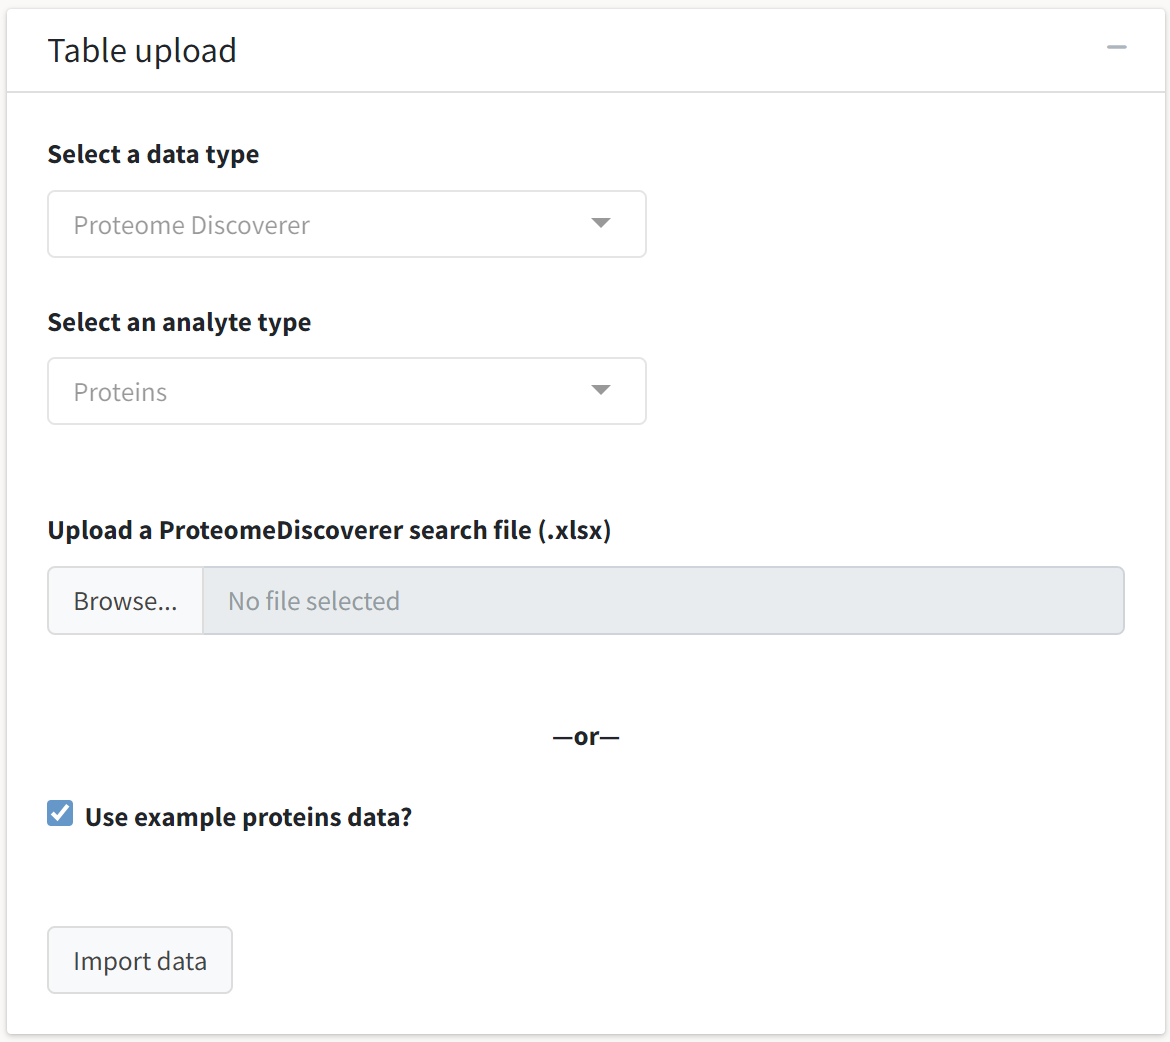 Table upload
Select a data type
Proteome Discoverer
Select an analyte type
Proteins
Upload a ProteomeDiscoverer search file (.xlsx)
Browse... No file selected
—or—
Use example proteins data?
Import data